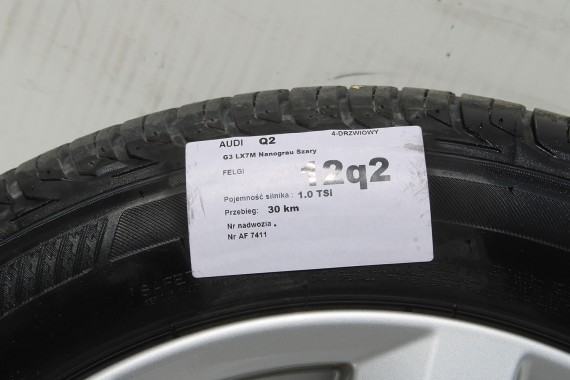 AUDI Q2 4-DRZWIOWY
G3 LX7M Nanograu Szary
FELGI 12q2
Pojemność silnika : 1.0 TSI
Przebieg: 30 km
Nr nadwozia .
Nr AF 7411